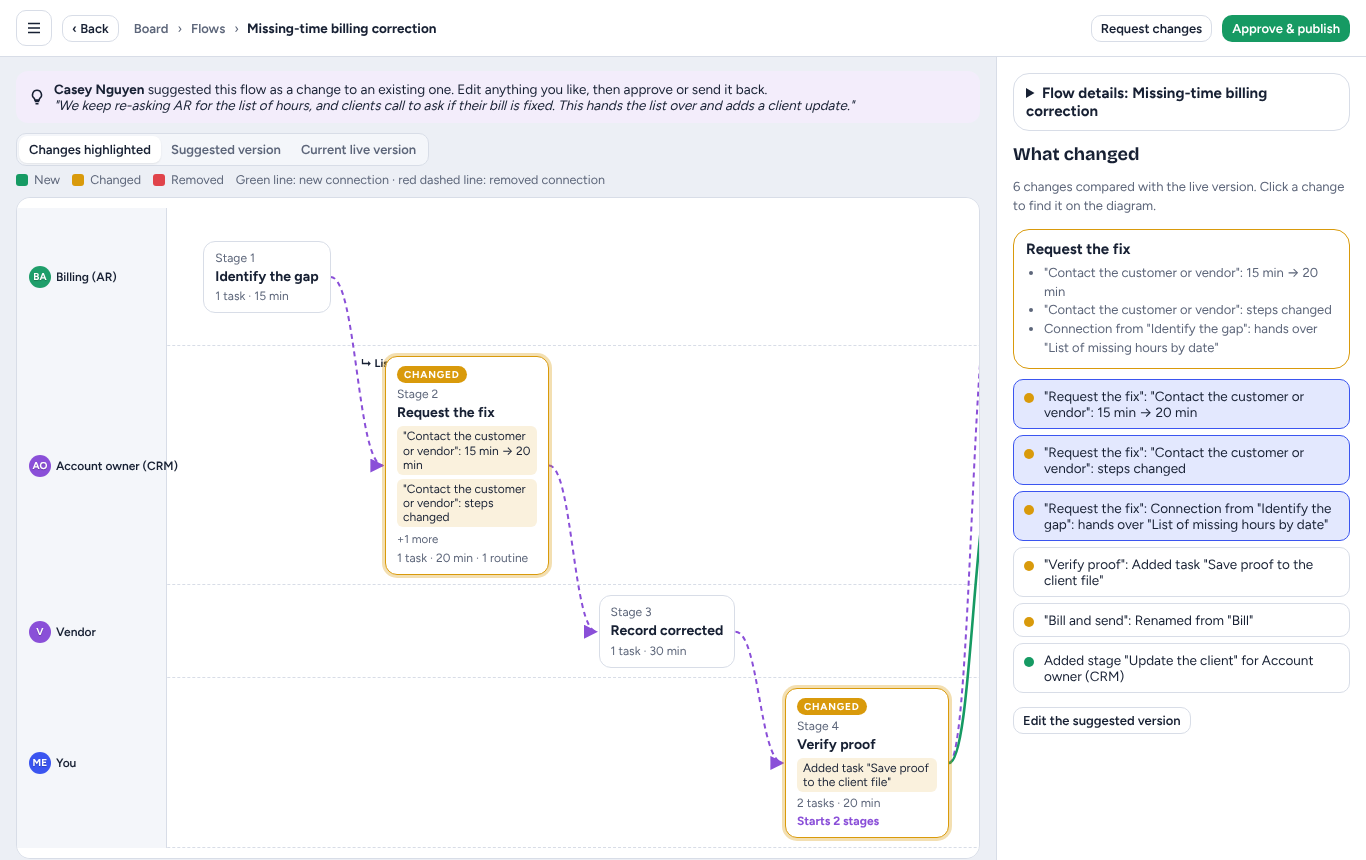 ‹ Back
Board › Flows › Missing-time billing correction
Request changes
Approve & publish
Casey Nguyen suggested this flow as a change to an existing one. Edit anything you like, then approve or send it back.
"We keep re-asking AR for the list of hours, and clients call to ask if their bill is fixed. This hands the list over and adds a client update."
Changes highlighted
Suggested version
Current live version
New
Changed
Removed
Green line: new connection · red dashed line: removed connection
BA Billing (AR)
Stage 1
Identify the gap
1 task · 15 min
AO Account owner (CRM)
CHANGED
Stage 2
Request the fix
"Contact the customer
or vendor": 15 min → 20
min
"Contact the customer
or vendor": steps
changed
+1 more
1 task · 20 min · 1 routine
V Vendor
Stage 3
Record corrected
1 task · 30 min
ME You
CHANGED
Stage 4
Verify proof
Added task "Save proof
to the client file"
2 tasks · 20 min
Starts 2 stages
▶ Flow details: Missing-time billing
correction
What changed
6 changes compared with the live version. Click a change
to find it on the diagram.
Request the fix
• "Contact the customer or vendor": 15 min → 20
min
• "Contact the customer or vendor": steps changed
• Connection from "Identify the gap": hands over
"List of missing hours by date"
"Request the fix": "Contact the customer or
vendor": 15 min → 20 min
"Request the fix": "Contact the customer or
vendor": steps changed
"Request the fix": Connection from "Identify the
gap": hands over "List of missing hours by date"
"Verify proof": Added task "Save proof to the
client file"
"Bill and send": Renamed from "Bill"
Added stage "Update the client" for Account
owner (CRM)
Edit the suggested version